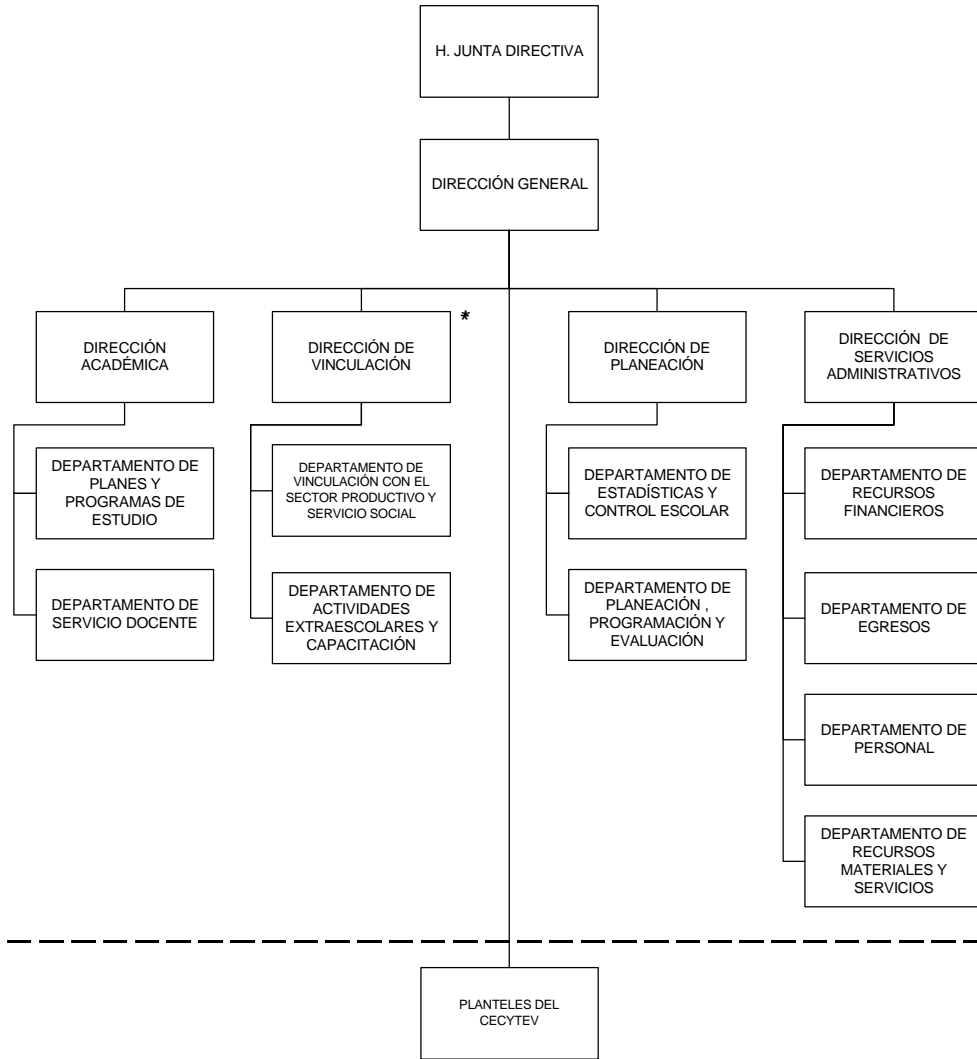 H. JUNTA DIRECTIVA
DIRECCIÓN GENERAL
DIRECCIÓN
ACADÉMICA
DIRECCIÓN DE
VINCULACIÓN
*
DIRECCIÓN DE
PLANEACIÓN
DIRECCIÓN DE
SERVICIOS
ADMINISTRATIVOS
DEPARTAMENTO DE
PLANES Y
PROGRAMAS DE
ESTUDIO
DEPARTAMENTO DE
VINCULACIÓN CON EL
SECTOR PRODUCTIVO Y
SERVICIO SOCIAL
DEPARTAMENTO DE
ESTADÍSTICAS Y
CONTROL ESCOLAR
DEPARTAMENTO DE
RECURSOS
FINANCIEROS
DEPARTAMENTO DE
SERVICIO DOCENTE
DEPARTAMENTO DE
ACTIVIDADES
EXTRAESCOLARES Y
CAPACITACIÓN
DEPARTAMENTO DE
PLANEACIÓN ,
PROGRAMACIÓN Y
EVALUACIÓN
DEPARTAMENTO DE
EGRESOS
DEPARTAMENTO DE
PERSONAL
DEPARTAMENTO DE
RECURSOS
MATERIALES Y
SERVICIOS
PLANTELES DEL
CECYTEV